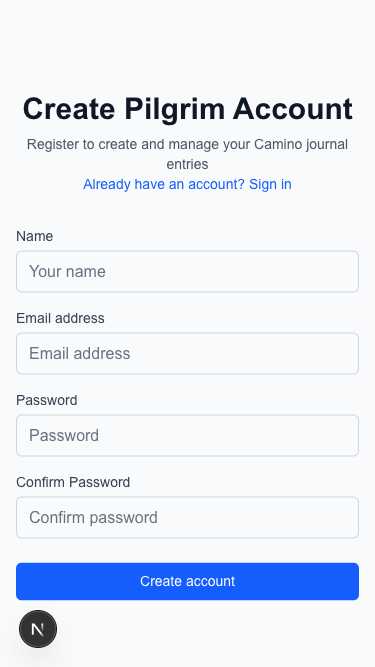 Create Pilgrim Account
Register to create and manage your Camino journal
entries
Already have an account? Sign in
Name
Your name
Email address
Email address
Password
Password
Confirm Password
Confirm password
Create account
N